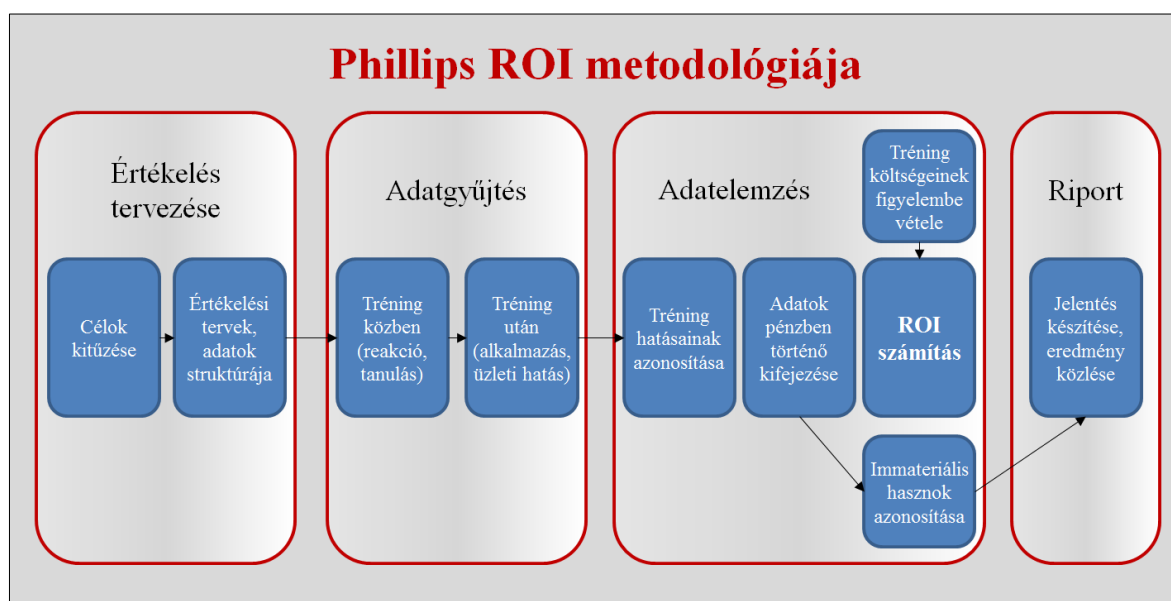 Phillips ROI metodológiája
Értékelés
tervezése
Célok
kitűzése
Értékelési
tervek,
adatok
struktúrája
Adatgyűjtés
Tréning
közben
(reakció,
tanulás)
Tréning
után
(alkalmazás,
üzleti hatás)
Adatelemzés
Tréning
hatásainak
azonosítása
Adatok
pénzben
történő
kifejezése
Tréning
költségeinek
figyelembe
vétele
ROI
számítás
Immateriális
hasznok
azonosítása
Riport
Jelentés
készítése,
eredmény
közlése